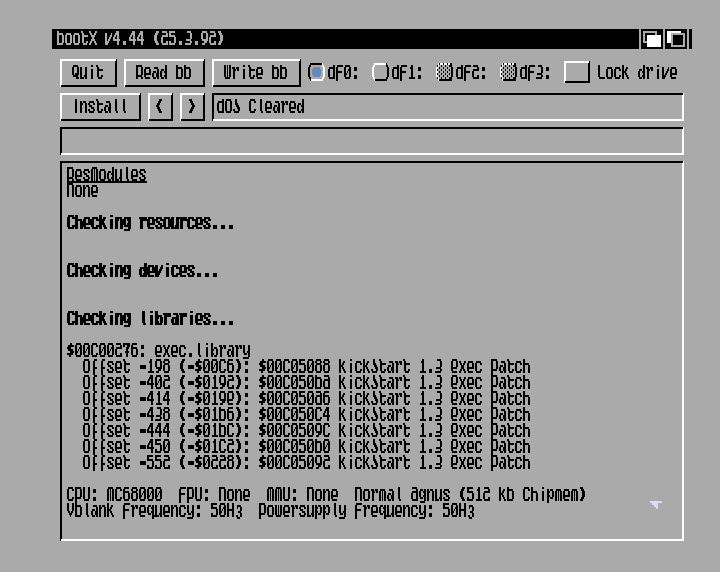 BootX v4.44 (25.3.92)
Quit Read BB Write BB DF0: DF1: DF2: DF3: Lock drive
Install < > DOS Cleared
ResModules
None
Checking resources...
Checking devices...
Checking libraries...
$00C00276: exec.library
Offset -198 (-$00C6): $00C05088 KickStart 1.3 Exec Patch
Offset -402 (-$0192): $00C050BA KickStart 1.3 Exec Patch
Offset -414 (-$019E): $00C050A6 KickStart 1.3 Exec Patch
Offset -438 (-$01B6): $00C050C4 KickStart 1.3 Exec Patch
Offset -444 (-$01BC): $00C0509C KickStart 1.3 Exec Patch
Offset -450 (-$01C2): $00C050B0 KickStart 1.3 Exec Patch
Offset -552 (-$0228): $00C05092 KickStart 1.3 Exec Patch
CPU: MC68000 FPU: None MMU: None Normal Agnus (512 Kb Chipmem)
VBlank Frequency: 50Hz Powersupply Frequency: 50Hz